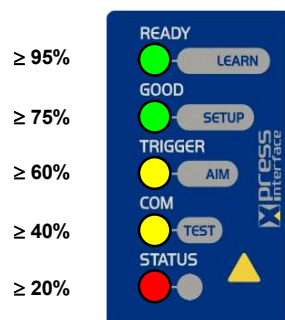 READY
≥ 95% LEARN
GOOD
≥ 75% SETUP
TRIGGER
≥ 60% AIM
COM
≥ 40% TEST
STATUS
≥ 20%
Xpress
interface